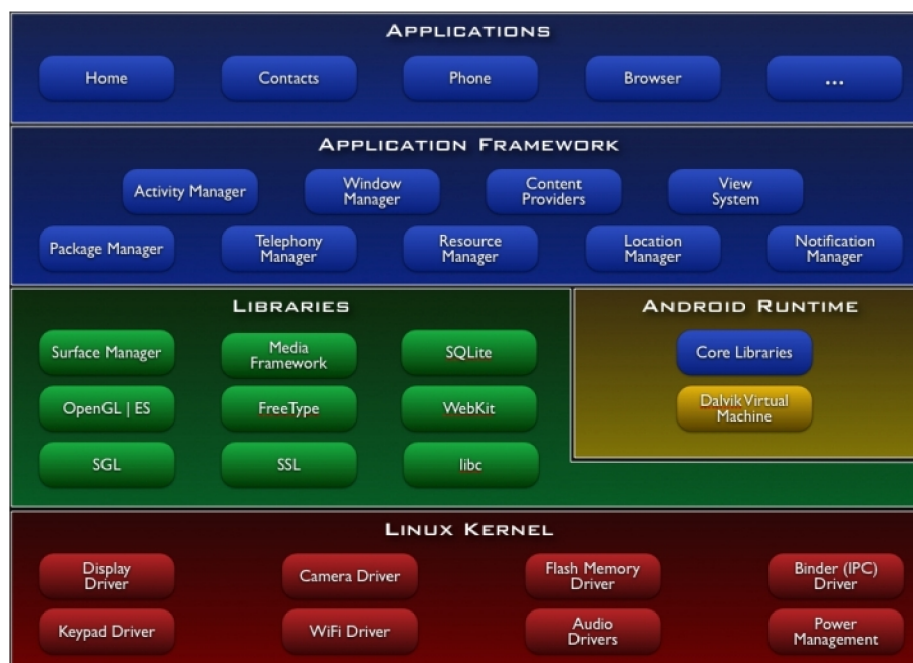 APPLICATIONS
Home
Contacts
Phone
Browser
...
APPLICATION FRAMEWORK
Activity Manager
Window
Manager
Content
Providers
View
System
Package Manager
Telephony
Manager
Resource
Manager
Location
Manager
Notification
Manager
LIBRARIES
Surface Manager
Media
Framework
SQLite
OpenGL | ES
FreeType
WebKit
SGL
SSL
libc
ANDROID RUNTIME
Core Libraries
Dalvik Virtual
Machine
LINUX KERNEL
Display
Driver
Camera Driver
Flash Memory
Driver
Binder (IPC)
Driver
Keypad Driver
WiFi Driver
Audio
Drivers
Power
Management